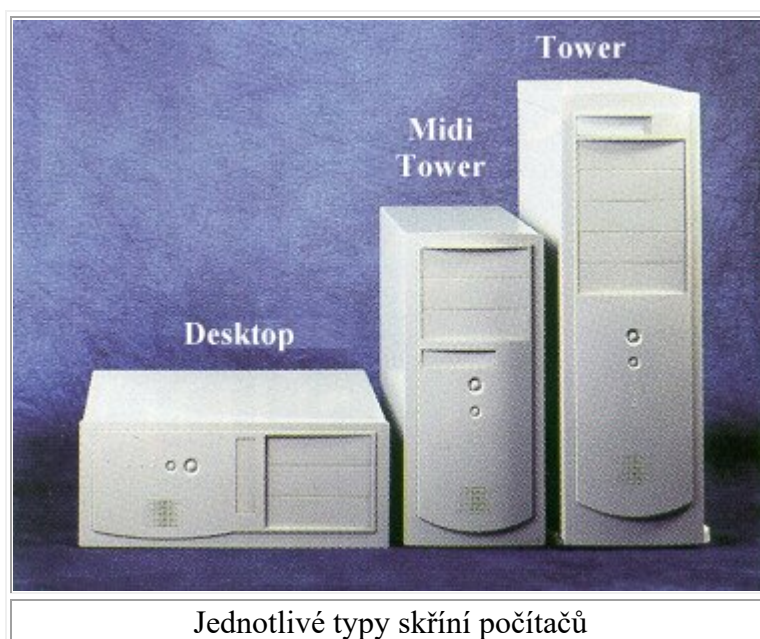 Tower
Midi
Tower
Desktop
Jednotlivé typy skříní počítačů